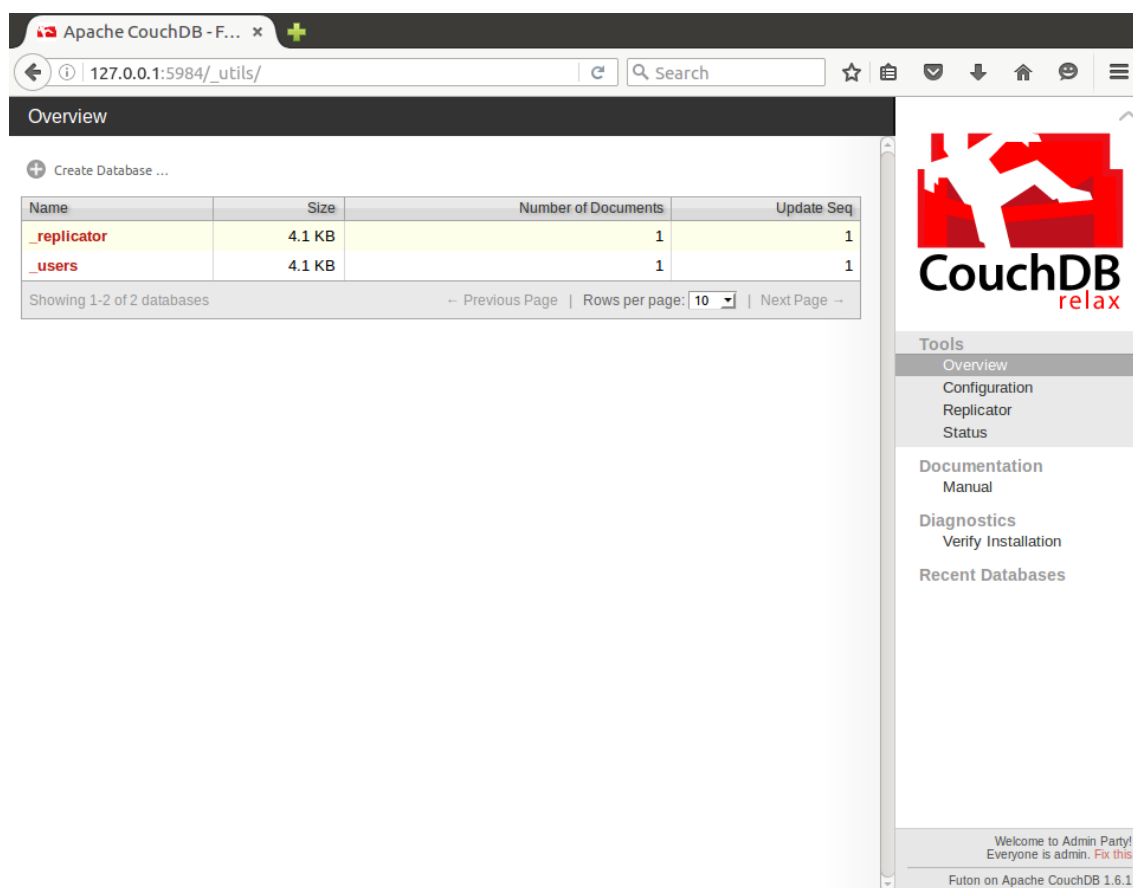 Apache CouchDB - F... ×
127.0.0.1:5984/_utils/
Search
Overview
Create Database ...
Name Size Number of Documents Update Seq
_replicator 4.1 KB 1 1
_users 4.1 KB 1 1
Showing 1-2 of 2 databases ← Previous Page | Rows per page: 10 | Next Page →
CouchDB
relax
Tools
Overview
Configuration
Replicator
Status
Documentation
Manual
Diagnostics
Verify Installation
Recent Databases
Welcome to Admin Party!
Everyone is admin. Fix this
Futon on Apache CouchDB 1.6.1